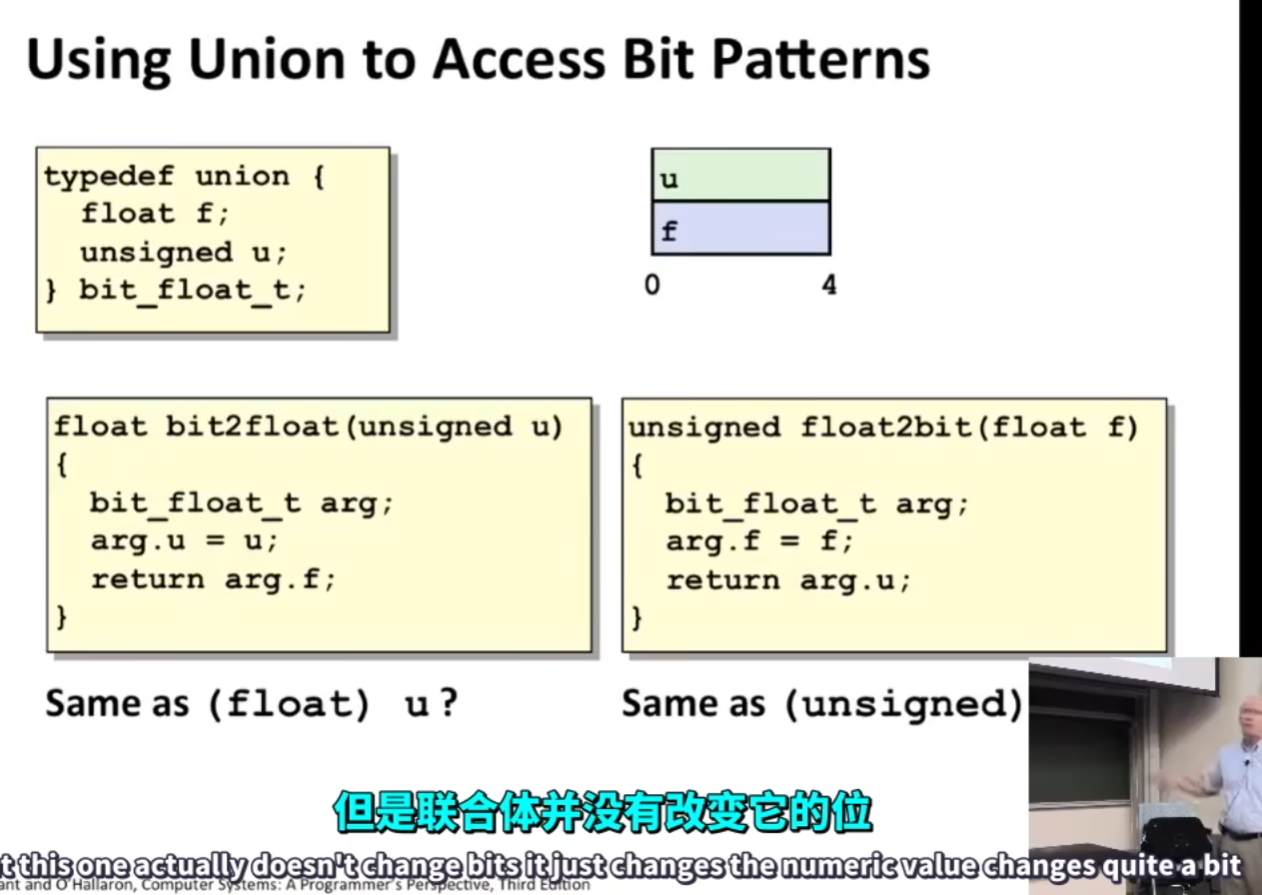 Using Union to Access Bit Patterns
typedef union {
float f;
unsigned u;
} bit_float_t;
u
f
0 4
float bit2float(unsigned u)
{
bit_float_t arg;
arg.u = u;
return arg.f;
}
unsigned float2bit(float f)
{
bit_float_t arg;
arg.f = f;
return arg.u;
}
Same as (float) u?
Same as (unsigned)
但是联合体并没有改变它的位
t this one actually doesn't change bits it just changes the numeric value changes quite a bit
ant and O'Hallaron, Computer Systems: A Programmer's Perspective, Third Edition